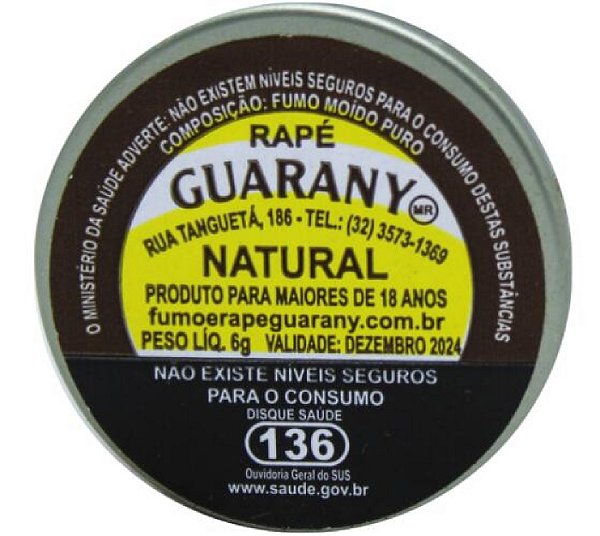 O MINISTÉRIO DA SAÚDE ADVERTE: NÃO EXISTEM NÍVEIS SEGUROS PARA O CONSUMO DESTAS SUBSTÂNCIAS
COMPOSIÇÃO: FUMO MOÍDO PURO
RAPÉ
GUARANY MR
RUA TANGUETÁ, 186 - TEL.: (32) 3573-1369
NATURAL
PRODUTO PARA MAIORES DE 18 ANOS
fumoerapeguarany.com.br
PESO LÍQ. 6g VALIDADE: DEZEMBRO 2024
NÃO EXISTE NÍVEIS SEGUROS
PARA O CONSUMO
DISQUE SAÚDE
136
Ouvidoria Geral do SUS
www.saude.gov.br